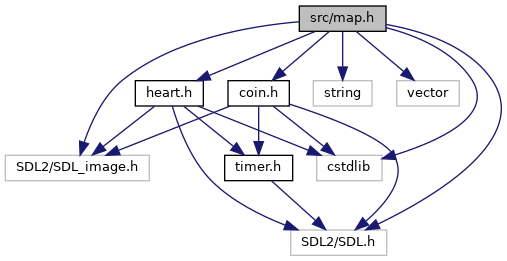 src/map.h
heart.h
coin.h
string
vector
SDL2/SDL_image.h
timer.h
cstdlib
SDL2/SDL.h